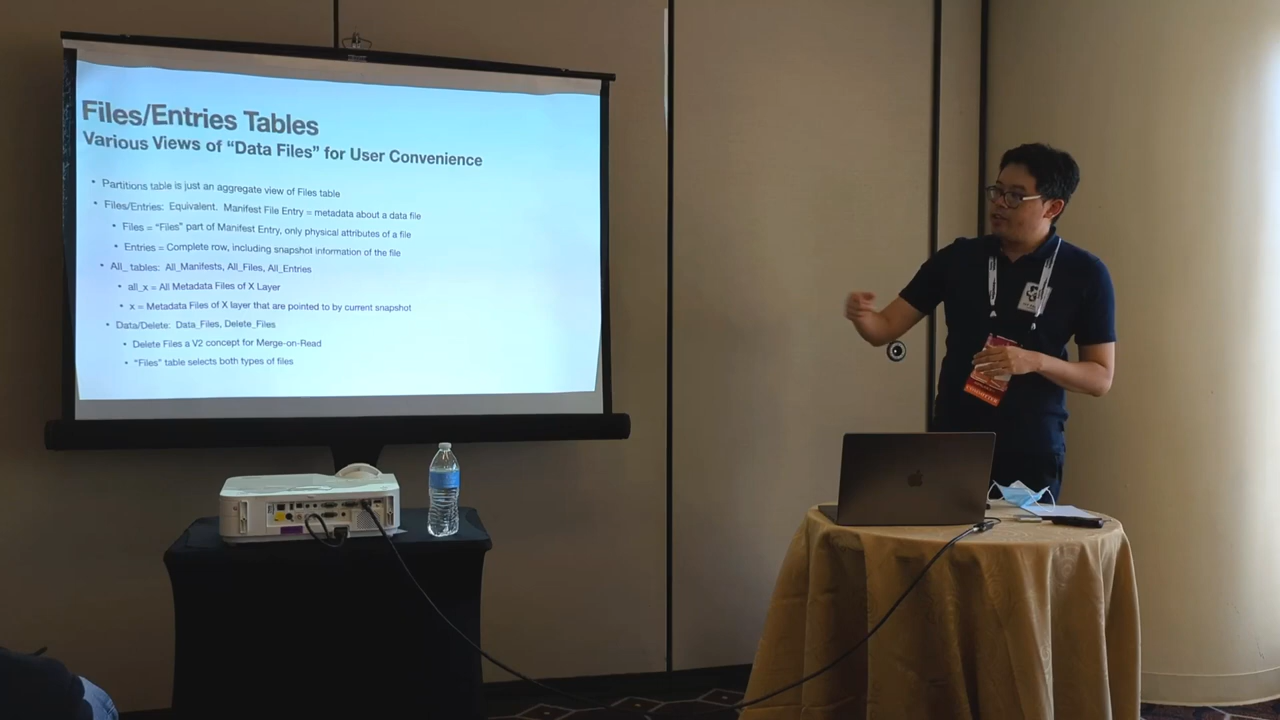 Files/Entries Tables
Various Views of “Data Files” for User Convenience
• Partitions table is just an aggregate view of Files table
• Files/Entries: Equivalent. Manifest File Entry = metadata about a data file
• Files = “Files” part of Manifest Entry, only physical attributes of a file
• Entries = Complete row, including snapshot information of the file
• All_ tables: All_Manifests, All_Files, All_Entries
• all_x = All Metadata Files of X Layer
• x = Metadata Files of X layer that are pointed to by current snapshot
• Data/Delete: Data_Files, Delete_Files
• Delete Files a V2 concept for Merge-on-Read
• “Files” table selects both types of files